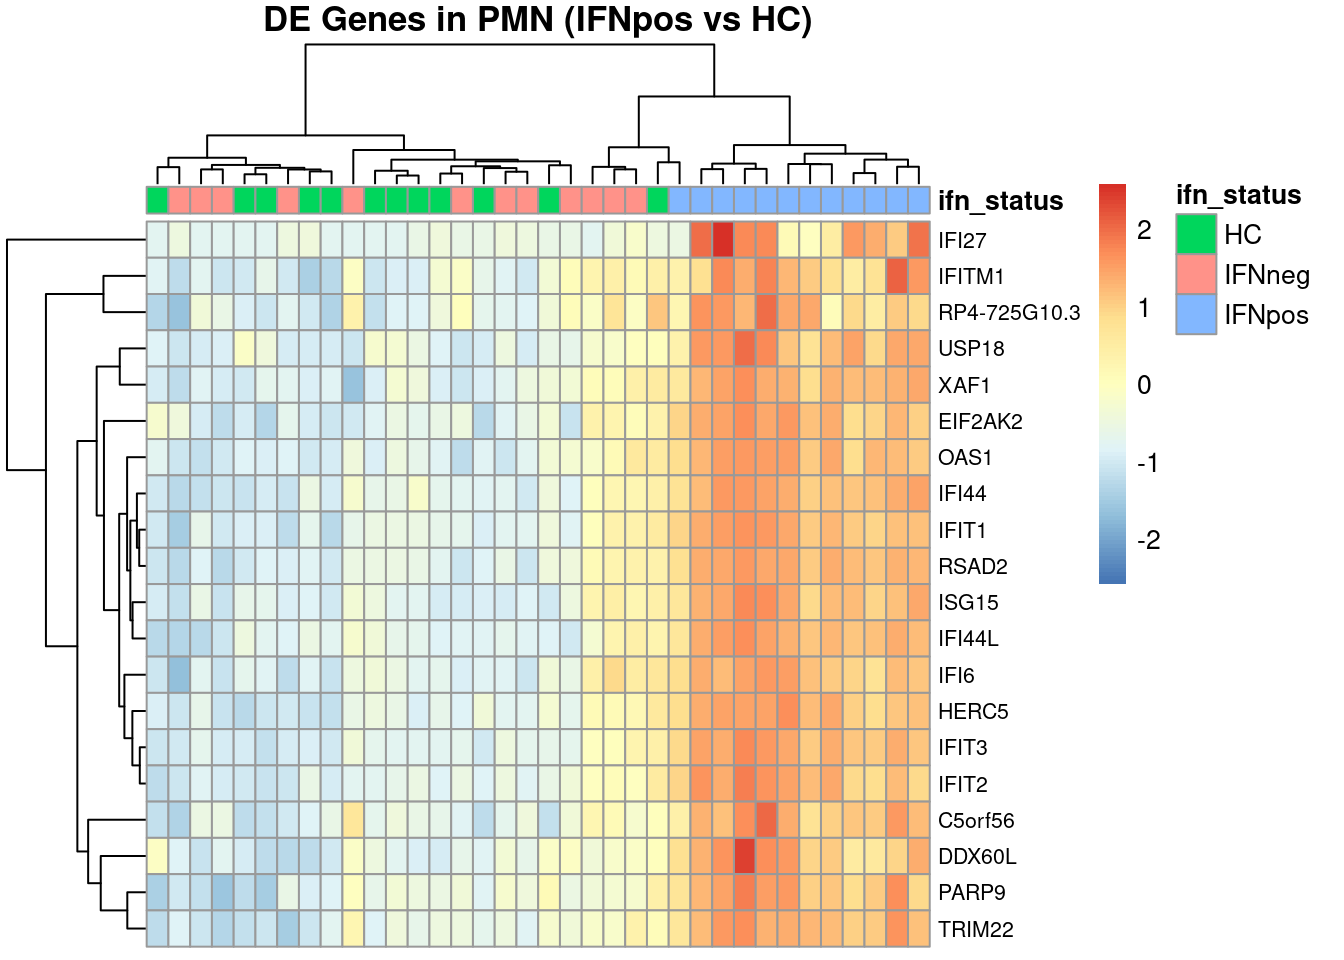 DE Genes in PMN (IFNpos vs HC)
ifn_status
IFI27
IFITM1
RP4-725G10.3
USP18
XAF1
EIF2AK2
OAS1
IFI44
IFIT1
RSAD2
ISG15
IFI44L
IFI6
HERC5
IFIT3
IFIT2
C5orf56
DDX60L
PARP9
TRIM22
2
1
0
-1
-2
ifn_status
HC
IFNneg
IFNpos